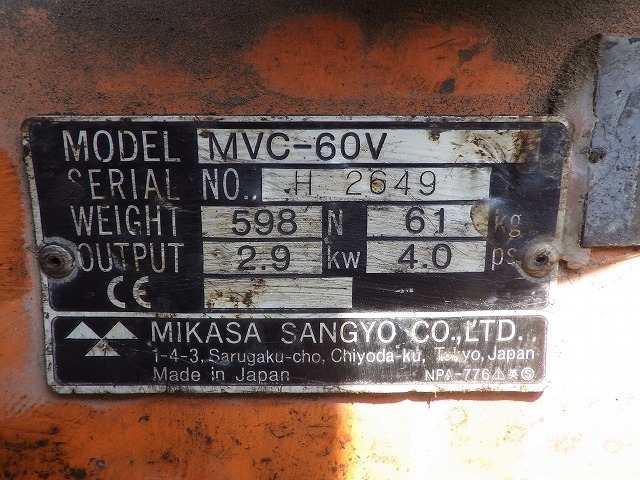 MODEL MVC-60V
SERIAL NO., H 2649
WEIGHT 598 N 61 kg
OUTPUT 2.9 kw 4.0 ps
CE
MIKASA SANGYO CO.,LTD.
1-4-3, Sarugaku-cho, Chiyoda-ku, Tokyo, Japan
Made in Japan NPA-776